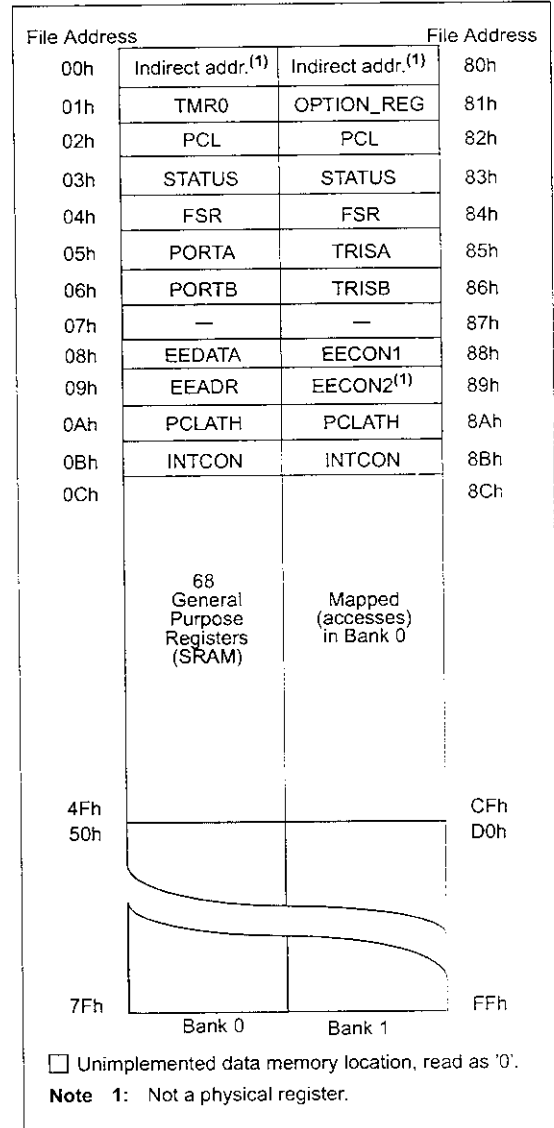 File Address File Address
00h Indirect addr.(1) Indirect addr.(1) 80h
01h TMR0 OPTION_REG 81h
02h PCL PCL 82h
03h STATUS STATUS 83h
04h FSR FSR 84h
05h PORTA TRISA 85h
06h PORTB TRISB 86h
07h — — 87h
08h EEDATA EECON1 88h
09h EEADR EECON2(1) 89h
0Ah PCLATH PCLATH 8Ah
0Bh INTCON INTCON 8Bh
0Ch 8Ch
68
General Mapped
Purpose (accesses)
Registers in Bank 0
(SRAM)
4Fh CFh
50h D0h
7Fh FFh
Bank 0 Bank 1
Unimplemented data memory location, read as '0'.
Note 1: Not a physical register.